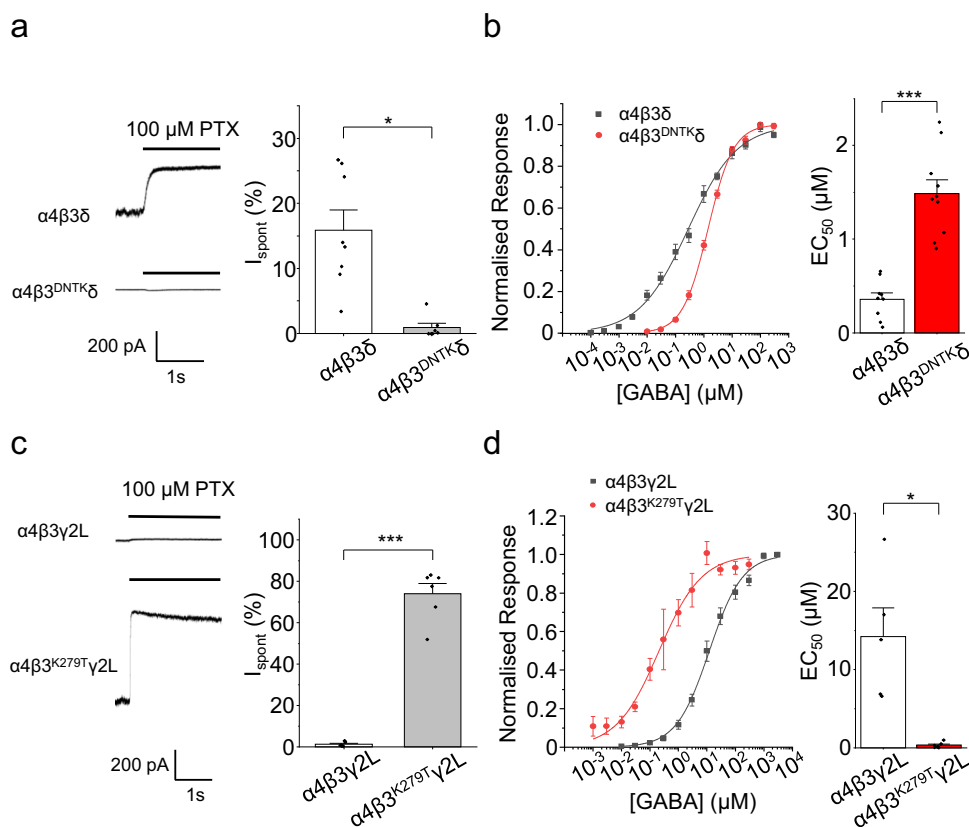 a
100 μM PTX
α4β3δ
α4β3ᴰᴺᵀᴷδ
200 pA
1s
I_spont (%)
30
20
10
0
*
α4β3δ
α4β3ᴰᴺᵀᴷδ
b
α4β3δ
α4β3ᴰᴺᵀᴷδ
Normalised Response
1.0
0.8
0.6
0.4
0.2
0
10⁻⁴ 10⁻³ 10⁻² 10⁻¹ 10⁰ 10¹ 10² 10³
[GABA] (μM)
EC₅₀ (μM)
2
1
0
***
α4β3δ
α4β3ᴰᴺᵀᴷδ
c
100 μM PTX
α4β3γ2L
α4β3ᴷ²⁷⁹ᵀγ2L
200 pA
1s
I_spont (%)
100
80
60
40
20
0
***
α4β3γ2L
α4β3ᴷ²⁷⁹ᵀγ2L
d
α4β3γ2L
α4β3ᴷ²⁷⁹ᵀγ2L
Normalised Response
1.2
1.0
0.8
0.6
0.4
0.2
0
10⁻³ 10⁻² 10⁻¹ 10⁰ 10¹ 10² 10³ 10⁴
[GABA] (μM)
EC₅₀ (μM)
30
20
10
0
*
α4β3γ2L
α4β3ᴷ²⁷⁹ᵀγ2L